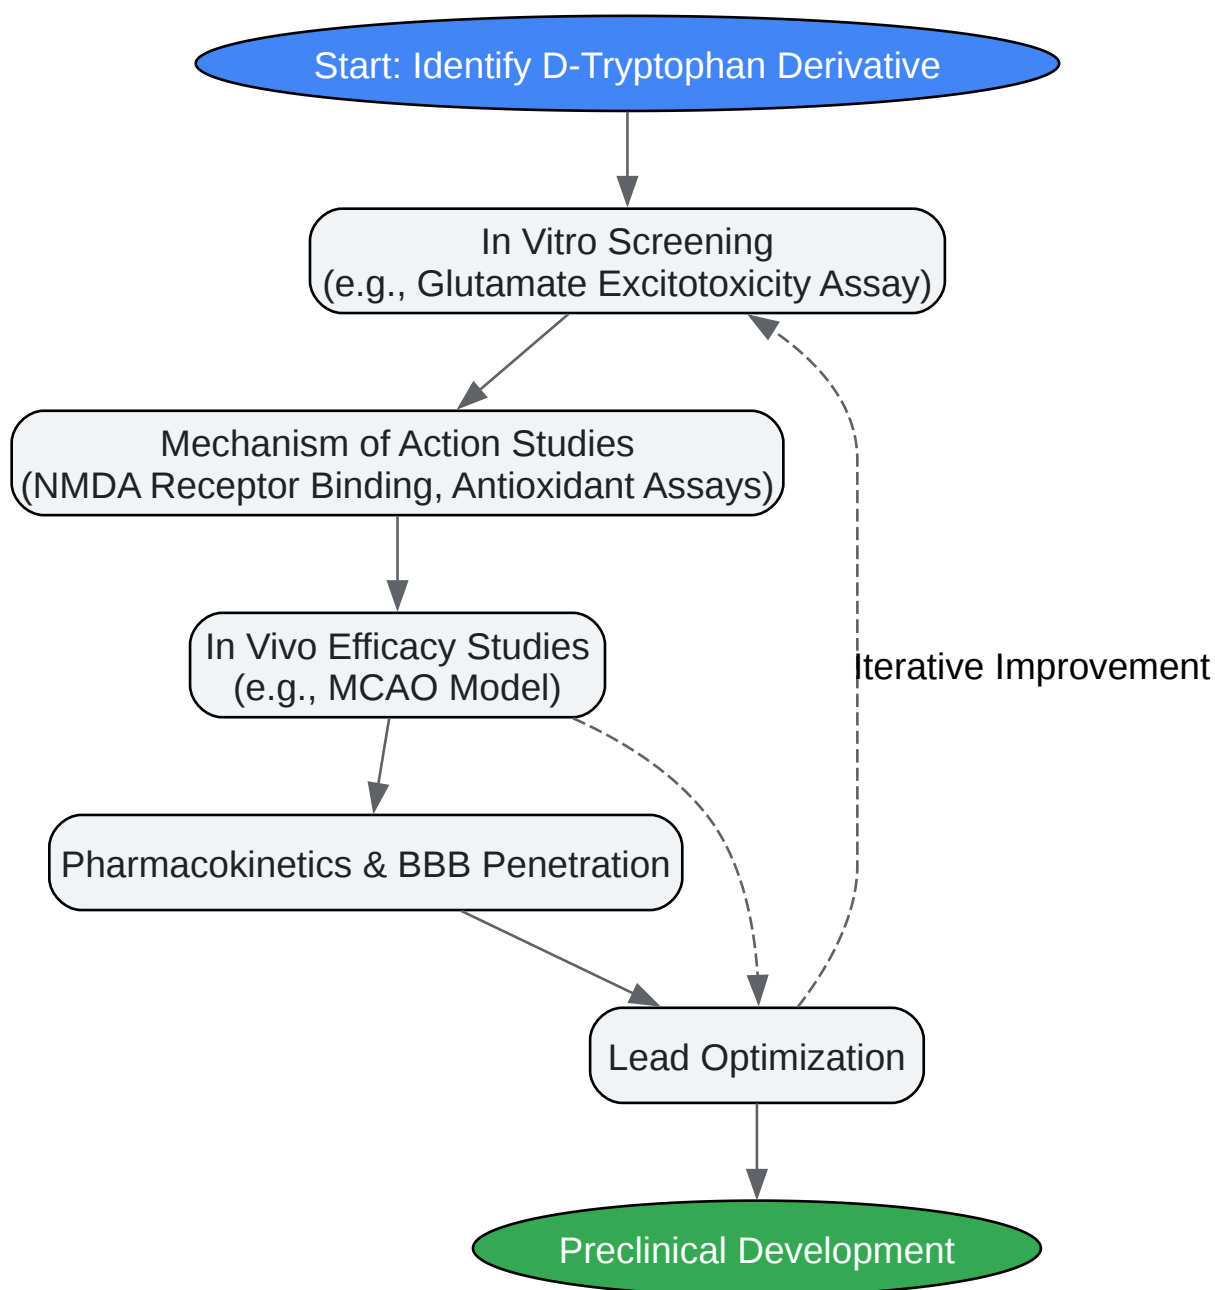 Start: Identify D-Tryptophan Derivative
In Vitro Screening
(e.g., Glutamate Excitotoxicity Assay)
Mechanism of Action Studies
(NMDA Receptor Binding, Antioxidant Assays)
In Vivo Efficacy Studies
(e.g., MCAO Model)
Iterative Improvement
Pharmacokinetics & BBB Penetration
Lead Optimization
Preclinical Development